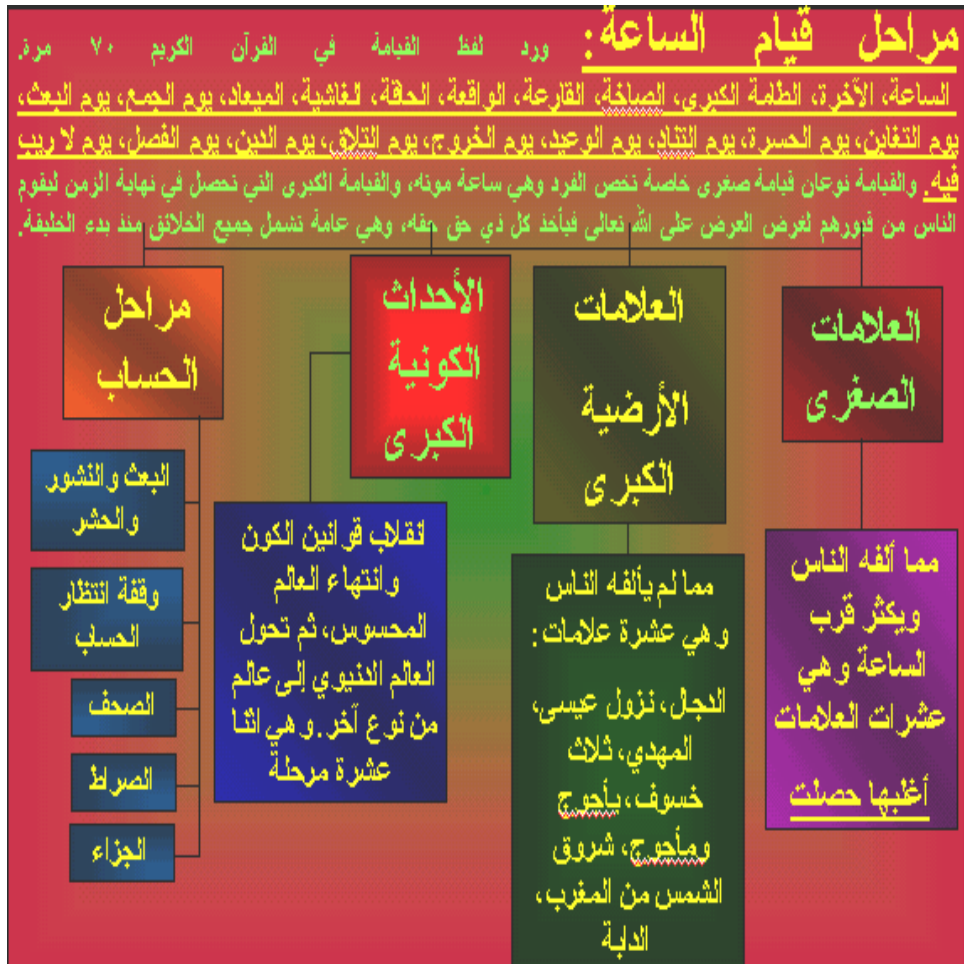 مراحل قيام الساعة: ورد لفظ القيامة في القرآن الكريم ٧٠ مرة.
الساعة، الآخرة، الطامة الكبرى، الصاخة، القارعة، الواقعة، الحاقة، الغاشية، الميعاد، يوم الجمع، يوم البعث،
يوم التغابن، يوم الحسرة، يوم التناد، يوم الوعيد، يوم الخروج، يوم التلاق، يوم الدين، يوم الفصل، يوم لا ريب
فيه. والقيامة نوعان قيامة صغرى خاصة تخص الفرد وهي ساعة موته، والقيامة الكبرى التي تحصل في نهاية الزمن ليقوم
الناس من قبورهم لغرض العرض على الله تعالى فيأخذ كل ذي حق حقه، وهي عامة تشمل جميع الخلائق منذ بدء الخليقة.
العلامات
الصغرى
مما ألفه الناس
ويكثر قرب
الساعة وهي
عشرات العلامات
أغلبها حصلت
العلامات
الأرضية
الكبرى
مما لم يألفه الناس
وهي عشرة علامات:
الدجال، نزول عيسى،
المهدي، ثلاث
خسوف، يأجوج
ومأجوج، شروق
الشمس من المغرب،
الدابة
الأحداث
الكونية
الكبرى
انقلاب قوانين الكون
وانتهاء العالم
المحسوس، ثم تحول
العالم الدنيوي إلى عالم
من نوع آخر. وهي اثنا
عشرة مرحلة
مراحل
الحساب
البعث والنشور
والحشر
وقفة انتظار
الحساب
الصحف
الصراط
الجزاء